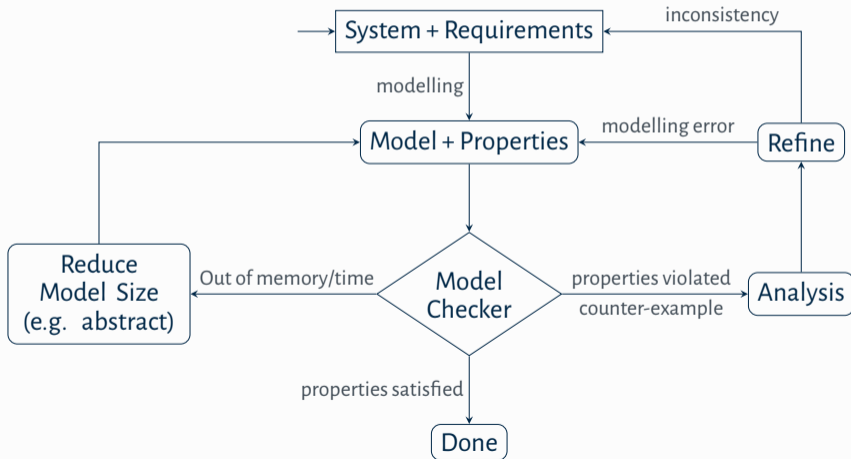 inconsistency
System + Requirements
modelling
modelling error
Model + Properties
Refine
Reduce
Model Size
(e.g. abstract)
Out of memory/time
Model
Checker
properties violated
counter-example
Analysis
properties satisfied
Done